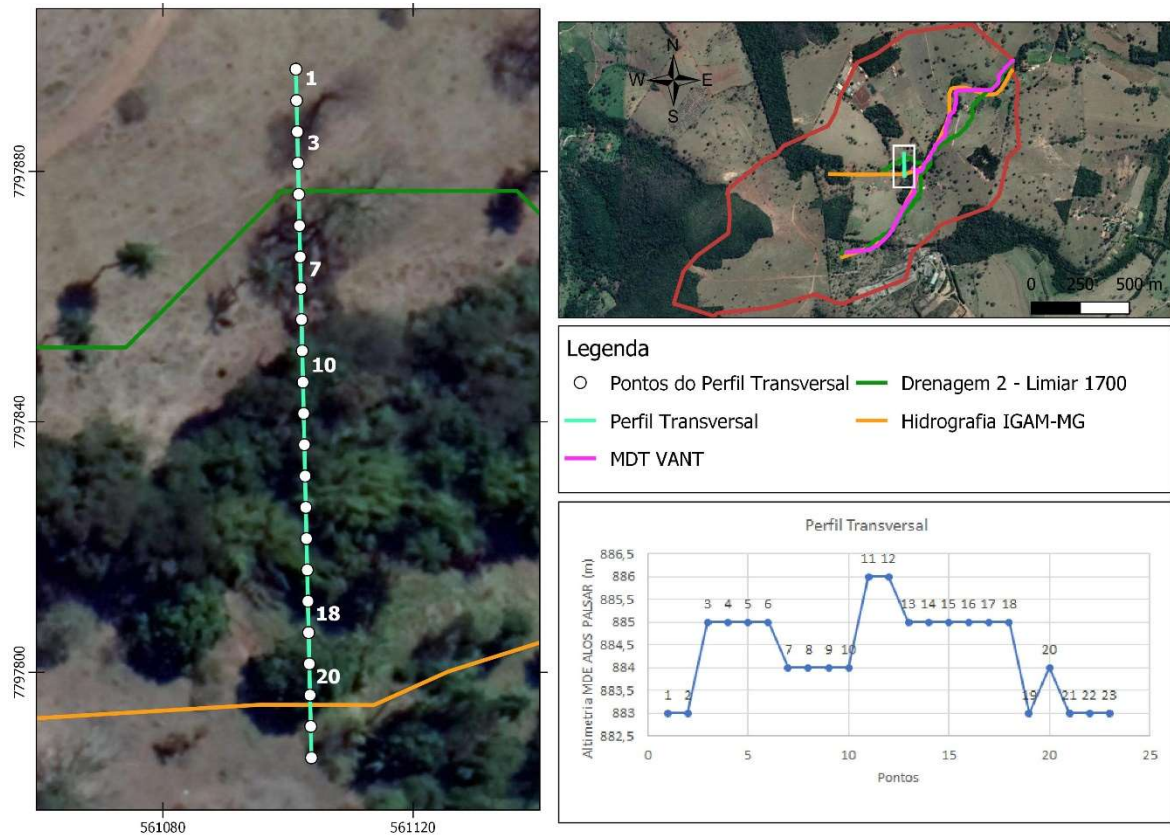 1
3
7
10
18
20
7797880
7797840
7797800
561080
561120
N
W E
S
0 250 500 m
Legenda
Pontos do Perfil Transversal
Drenagem 2 - Limiar 1700
Perfil Transversal
Hidrografia IGAM-MG
MDT VANT
Perfil Transversal
Altimetria MDE ALOS PALSAR (m)
886,5
886
885,5
885
884,5
884
883,5
883
882,5
1 2 3 4 5 6 7 8 9 10 11 12 13 14 15 16 17 18 19 20 21 22 23
0 5 10 15 20 25
Pontos